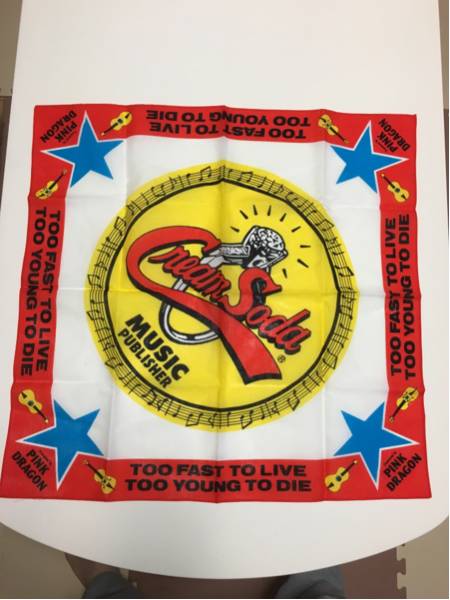 PINK
DRAGON
TOO FAST TO LIVE
TOO YOUNG TO DIE
PINK
DRAGON
TOO FAST TO LIVE
TOO YOUNG TO DIE
Cream Soda
®
MUSIC
PUBLISHER
TOO FAST TO LIVE
TOO YOUNG TO DIE
PINK
DRAGON
TOO FAST TO LIVE
TOO YOUNG TO DIE
PINK
DRAGON